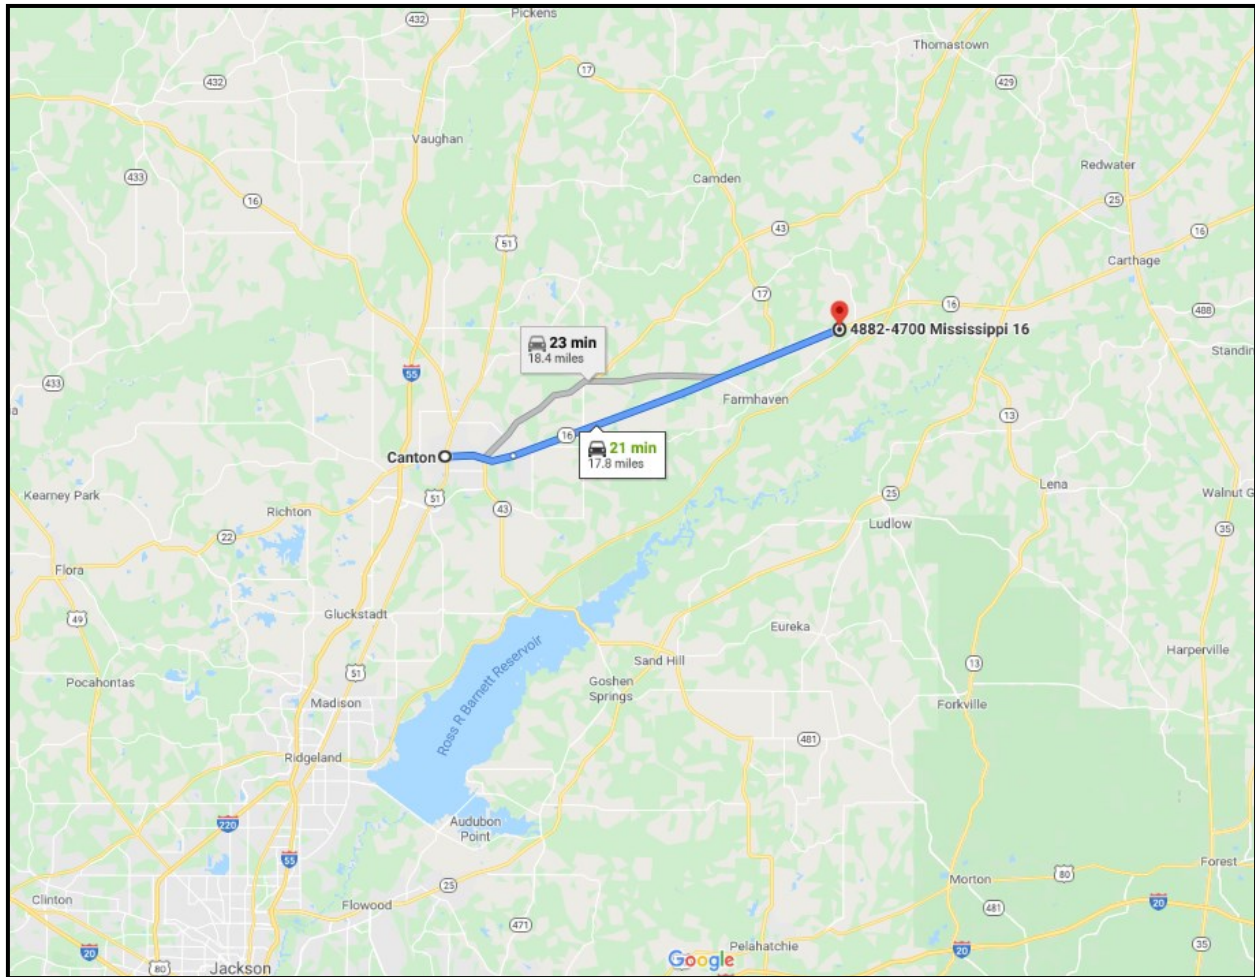 Pickens
432
Thomastown
17
432
429
Vaughan
Redwater
433
Camden
16
25
43
16
51
Carthage
17
16
488
4882-4700 Mississippi 16
23 min
18.4 miles
Standin
55
433
a
Farmhaven
13
16
21 min
17.8 miles
Canton
Lena
Kearney Park
51
25
Walnut G
43
Richton
Ludlow
35
22
Flora
49
Gluckstadt
Eureka
Ross R Barnett Reservoir
Sand Hill
Harperville
13
51
Goshen
Springs
Pocahontas
Madison
Forkville
481
Ridgeland
220
Audubon
Point
55
Forest
80
Morton
25
Clinton
20
Flowood
481
471
35
20
Pelahatchie
20
Google
80
Jackson